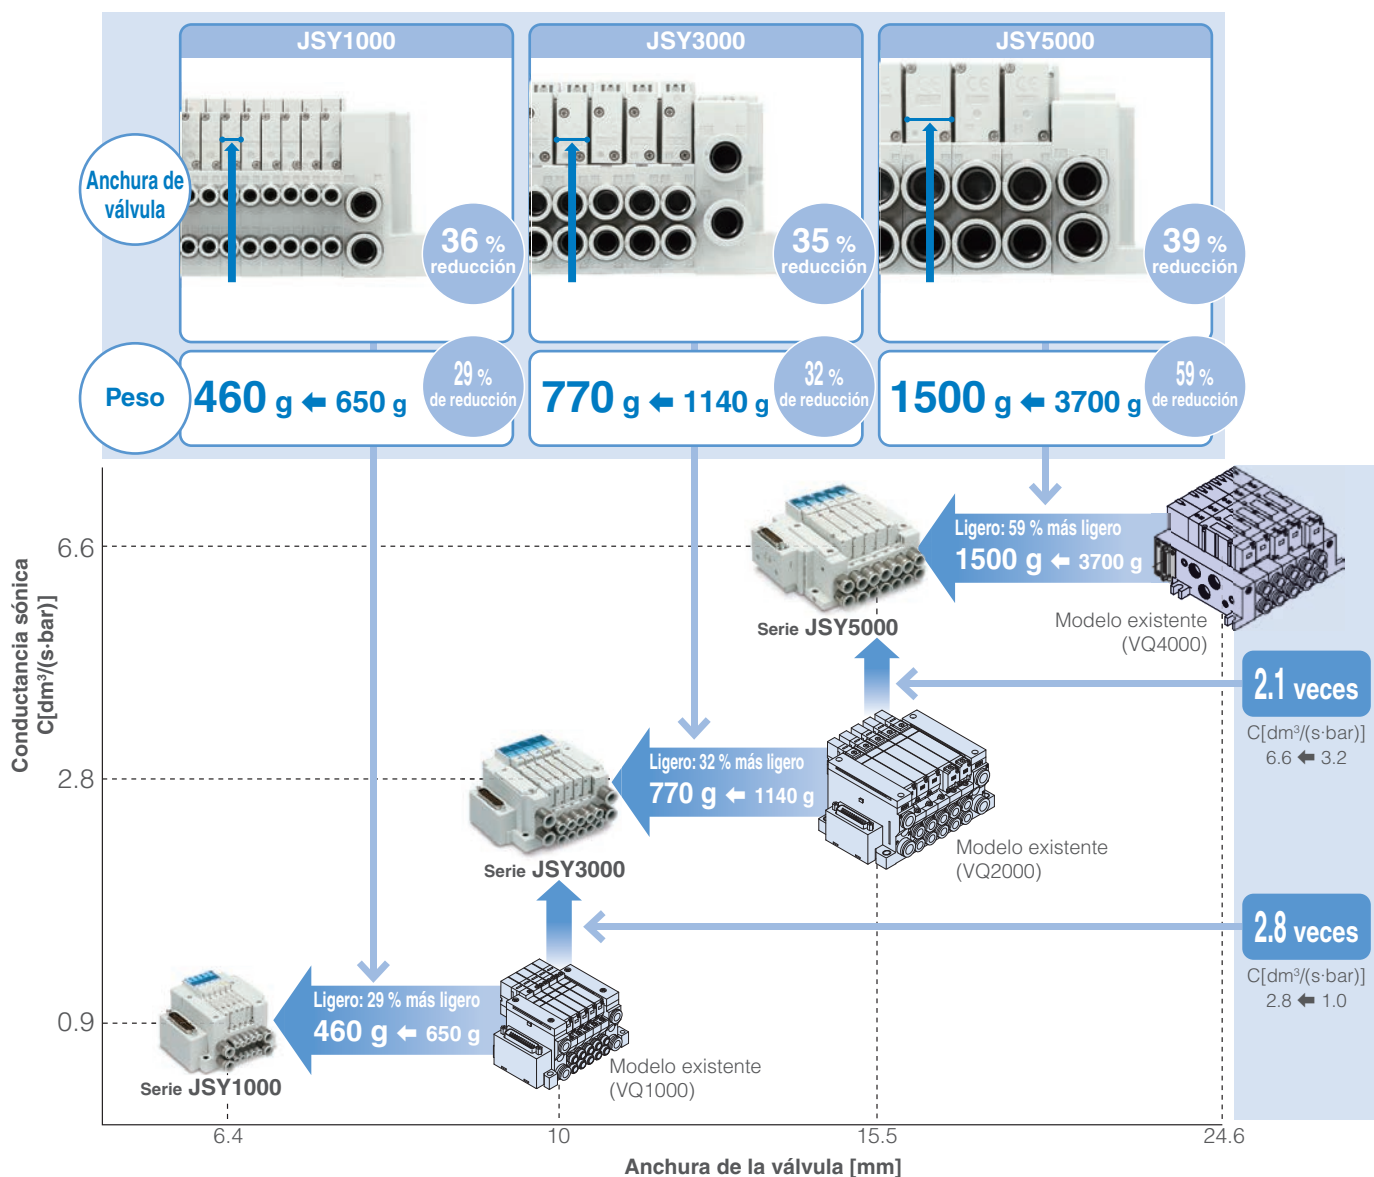 JSY1000
JSY3000
JSY5000
Anchura de
válvula
36 %
reducción
35 %
reducción
39 %
reducción
Peso
460 g ← 650 g
29 %
de reducción
770 g ← 1140 g
32 %
de reducción
1500 g ← 3700 g
59 %
de reducción
Conductancia sónica
C[dm³/(s·bar)]
6.6
2.8
0.9
Ligero: 59 % más ligero
1500 g ← 3700 g
Serie JSY5000
Modelo existente
(VQ4000)
2.1 veces
C[dm³/(s·bar)]
6.6 ← 3.2
Ligero: 32 % más ligero
770 g ← 1140 g
Serie JSY3000
Modelo existente
(VQ2000)
2.8 veces
C[dm³/(s·bar)]
2.8 ← 1.0
Ligero: 29 % más ligero
460 g ← 650 g
Serie JSY1000
Modelo existente
(VQ1000)
6.4
10
15.5
24.6
Anchura de la válvula [mm]